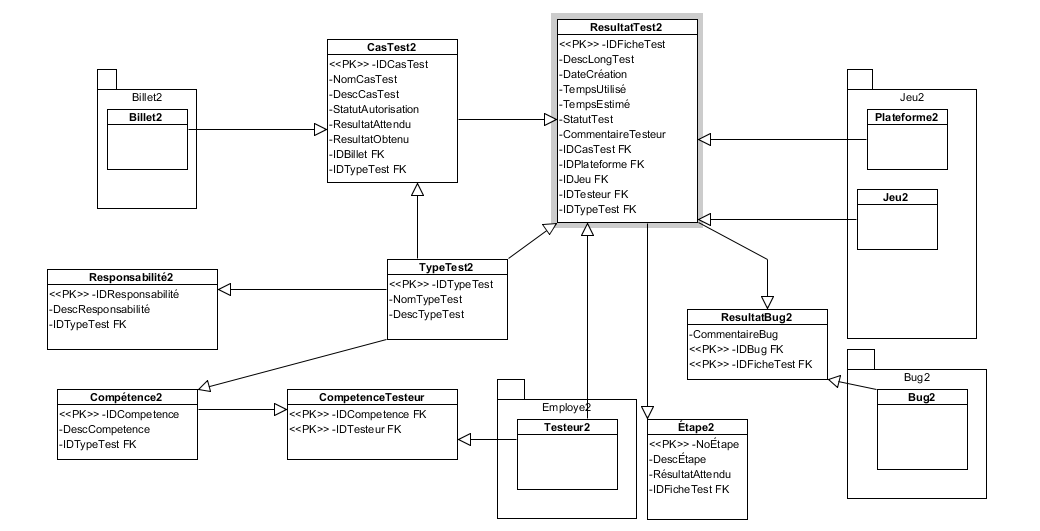 Billet2
Billet2
CasTest2
<<PK>> -IDCasTest
-NomCasTest
-DescCasTest
-StatutAutorisation
-ResultatAttendu
-ResultatObtenu
-IDBillet FK
-IDTypeTest FK
ResultatTest2
<<PK>> -IDFicheTest
-DescLongTest
-DateCréation
-TempsUtilisé
-TempsEstimé
-StatutTest
-CommentaireTesteur
-IDCasTest FK
-IDPlateforme FK
-IDJeu FK
-IDTesteur FK
-IDTypeTest FK
Jeu2
Plateforme2
Jeu2
Responsabilité2
<<PK>> -IDResponsabilité
-DescResponsabilité
-IDTypeTest FK
TypeTest2
<<PK>> -IDTypeTest
-NomTypeTest
-DescTypeTest
ResultatBug2
-CommentaireBug
<<PK>> -IDBug FK
<<PK>> -IDFicheTest FK
Compétence2
<<PK>> -IDCompetence
-DescCompetence
-IDTypeTest FK
CompetenceTesteur
<<PK>> -IDCompetence FK
<<PK>> -IDTesteur FK
Employe2
Testeur2
Étape2
<<PK>> -NoÉtape
-DescÉtape
-RésultatAttendu
-IDFicheTest FK
Bug2
Bug2